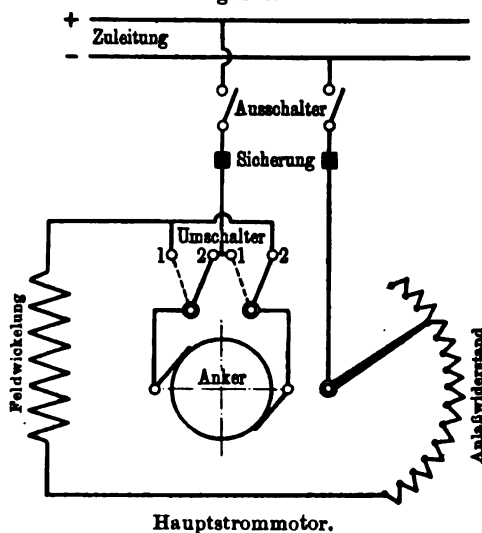 +
Zuleitung
-
Ausschalter
Sicherung
Umschalter
1 2 1 2
Feldwickelung
Anker
Anlaßwiderstand
Hauptstrommotor.